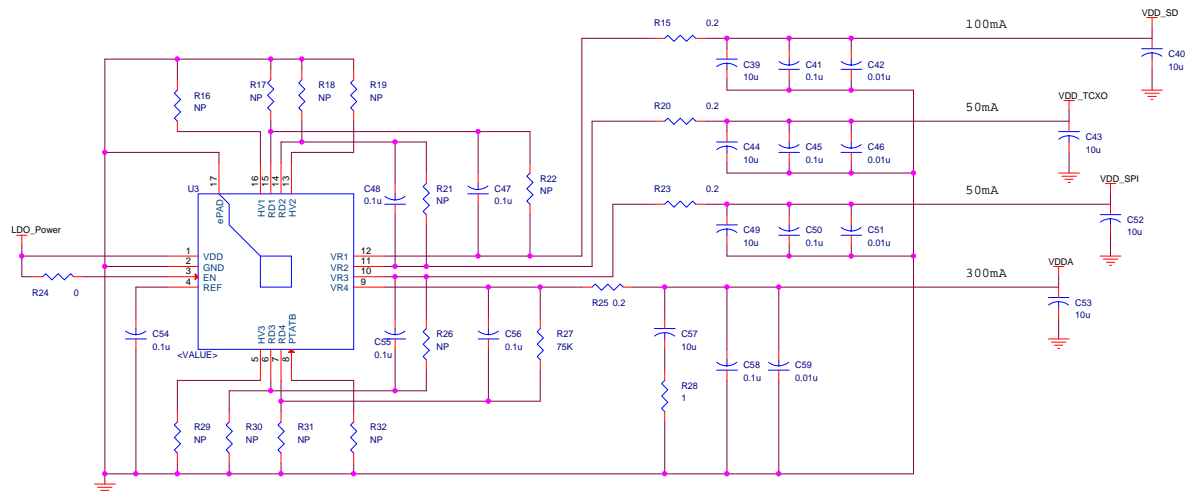 R15 0.2
100mA
VDD_SD
C39
10u
C41
0.1u
C42
0.01u
C40
10u
R16
NP
R17
NP
R18
NP
R19
NP
R20 0.2
50mA
VDD_TCXO
C44
10u
C45
0.1u
C46
0.01u
C43
10u
17
16
15
14
13
U3
ePAD
HV1
RD1
RD2
HV2
C48
0.1u
R21
NP
C47
0.1u
R22
NP
R23 0.2
50mA
VDD_SPI
C49
10u
C50
0.1u
C51
0.01u
C52
10u
LDO_Power
1 VDD
2 GND
3 EN
4 REF
VR1 12
VR2 11
VR3 10
VR4 9
R24 0
300mA
VDDA
R25 0.2
C53
10u
C54
0.1u
HV3
RD3
RD4
PTATB
5
6
7
8
<VALUE>
C55
0.1u
R26
NP
C56
0.1u
R27
75K
C57
10u
C58
0.1u
C59
0.01u
R28
1
R29
NP
R30
NP
R31
NP
R32
NP